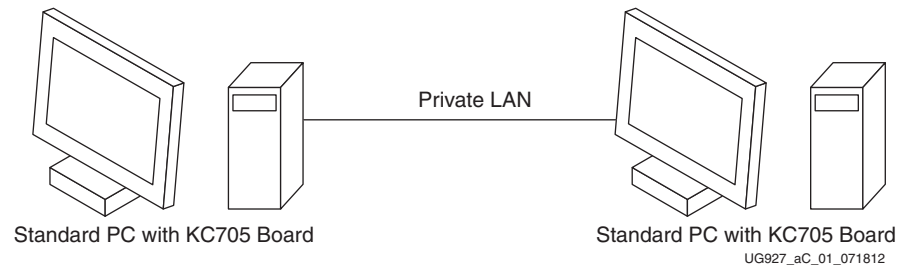 Private LAN
Standard PC with KC705 Board
Standard PC with KC705 Board
UG927_aC_01_071812